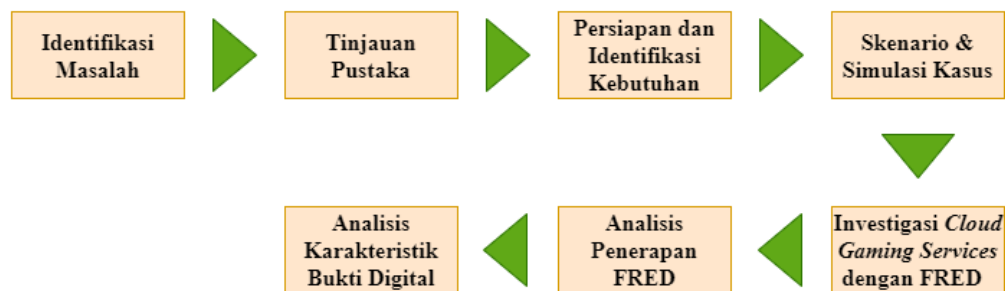 Identifikasi
Masalah
Tinjauan
Pustaka
Persiapan dan
Identifikasi
Kebutuhan
Skenario &
Simulasi Kasus
Investigasi Cloud
Gaming Services
dengan FRED
Analisis
Penerapan
FRED
Analisis
Karakteristik
Bukti Digital